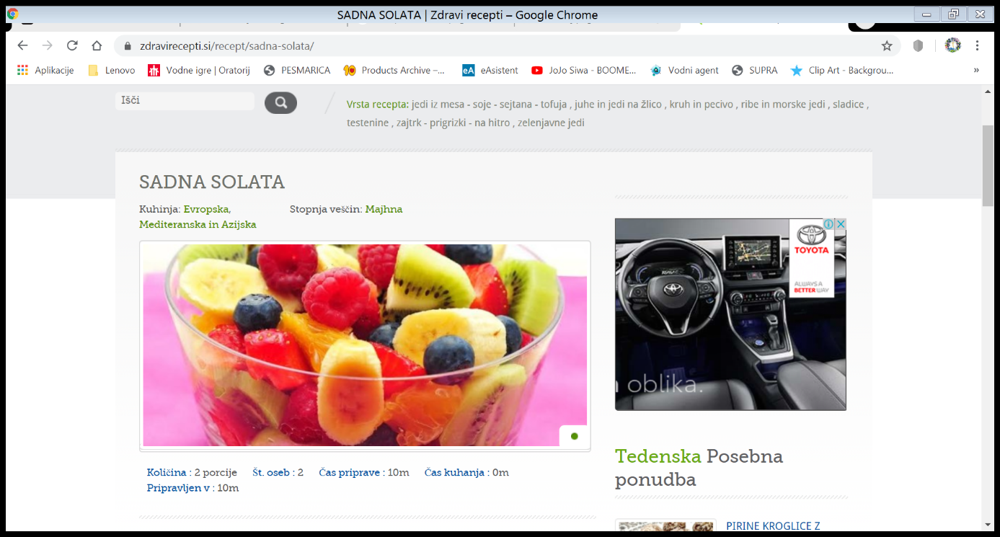 SADNA SOLATA | Zdravi recepti – Google Chrome
zdravirecepti.si/recept/sadna-solata/
Aplikacije Lenovo Vodne igre | Oratorij PESMARICA Products Archive –... eA eAsistent JoJo Siwa - BOOME... Vodni agent SUPRA Clip Art - Backgrou... »
Išči
Vrsta recepta: jedi iz mesa - soje - sejtana - tofuja , juhe in jedi na žlico , kruh in pecivo , ribe in morske jedi , sladice ,
testenine , zajtrk - prigrizki - na hitro , zelenjavne jedi
SADNA SOLATA
Kuhinja: Evropska, Stopnja veščin: Majhna
Mediteranska in Azijska
TOYOTA
ALWAYS A
BETTER WAY
oblika.
Količina : 2 porcije Št. oseb : 2 Čas priprave : 10m Čas kuhanja : 0m
Pripravljen v : 10m
Tedenska Posebna
ponudba
PIRINE KROGLICE Z